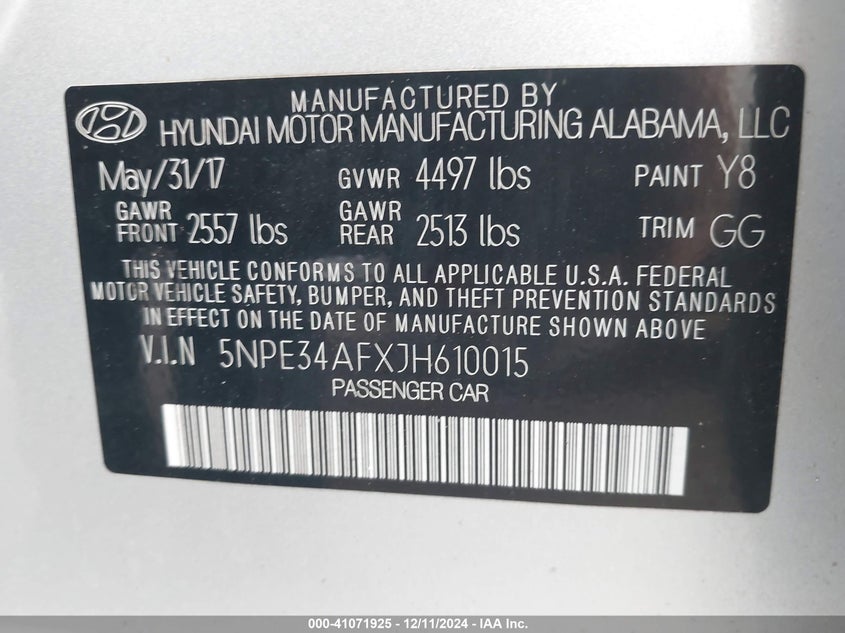 MANUFACTURED BY
HYUNDAI MOTOR MANUFACTURING ALABAMA, LLC
May/31/17 GVWR 4497 lbs PAINT Y8
GAWR FRONT 2557 lbs GAWR REAR 2513 lbs TRIM GG
THIS VEHICLE CONFORMS TO ALL APPLICABLE U.S.A. FEDERAL
MOTOR VEHICLE SAFETY, BUMPER, AND THEFT PREVENTION STANDARDS
IN EFFECT ON THE DATE OF MANUFACTURE SHOWN ABOVE
V.I.N 5NPE34AFXJH610015
PASSENGER CAR
000-41071925 - 12/11/2024 - IAA Inc.